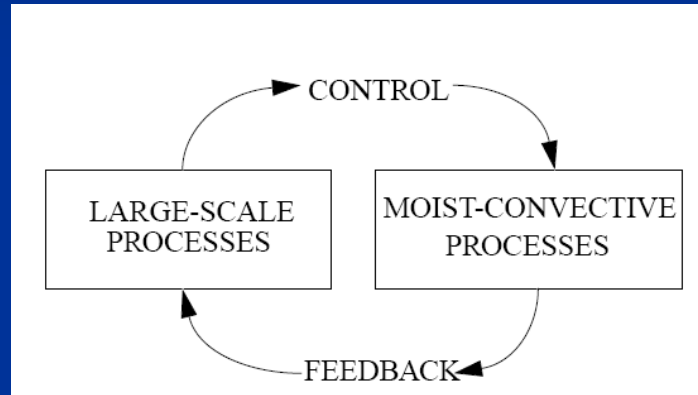 CONTROL
LARGE-SCALE
PROCESSES
MOIST-CONVECTIVE
PROCESSES
FEEDBACK